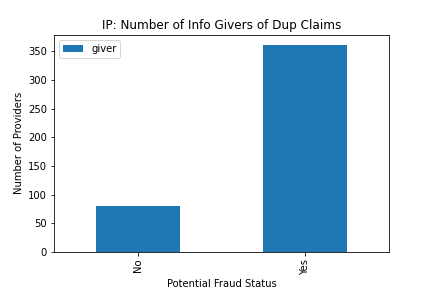 IP: Number of Info Givers of Dup Claims
giver
350
300
250
200
150
100
50
0
Number of Providers
No
Yes
Potential Fraud Status